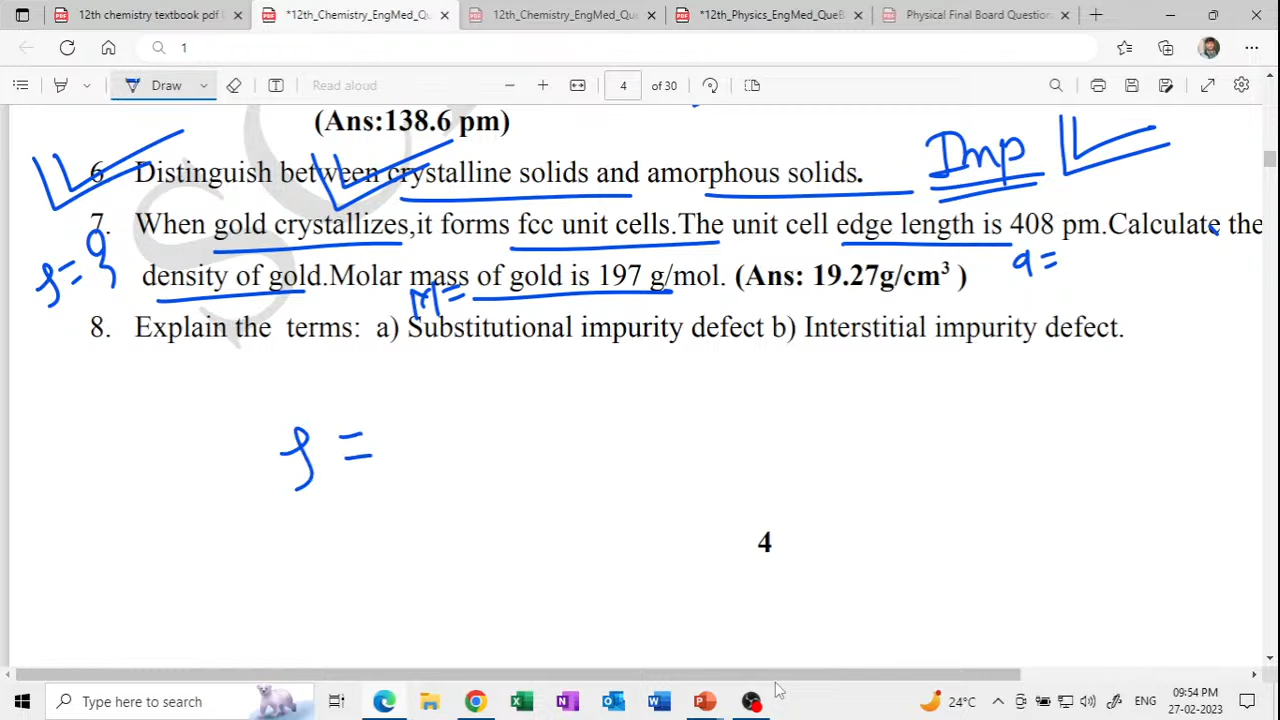 12th chemistry textbook pdf
*12th_Chemistry_EngMed_Qu
12th_Chemistry_EngMed_Que
*12th_Physics_EngMed_QueB
Physical Final Board Question
1
Draw
Read aloud
4 of 30
(Ans:138.6 pm)
6. Distinguish between crystalline solids and amorphous solids. Imp
7. When gold crystallizes,it forms fcc unit cells.The unit cell edge length is 408 pm.Calculate the
density of gold.Molar mass of gold is 197 g/mol. (Ans: 19.27g/cm³ )
ρ = ?
a =
M =
8. Explain the terms: a) Substitutional impurity defect b) Interstitial impurity defect.
ρ =
4
Type here to search
24°C
ENG
09:54 PM
27-02-2023